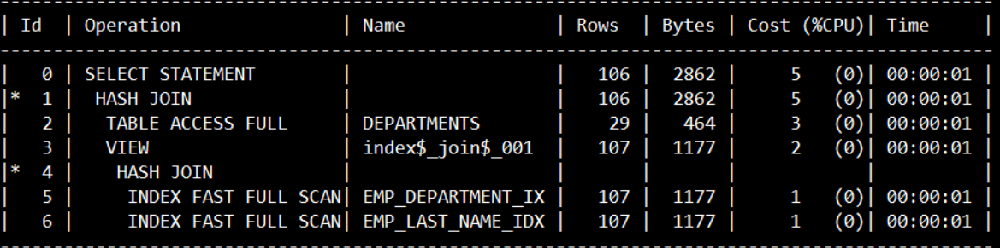 -------------------------------------------------------------------------------------------
| Id  | Operation              | Name              | Rows  | Bytes | Cost (%CPU)| Time     |
-------------------------------------------------------------------------------------------
|   0 | SELECT STATEMENT       |                   |   106 |  2862 |     5   (0)| 00:00:01 |
|*  1 |  HASH JOIN             |                   |   106 |  2862 |     5   (0)| 00:00:01 |
|   2 |   TABLE ACCESS FULL    | DEPARTMENTS       |    29 |   464 |     3   (0)| 00:00:01 |
|   3 |   VIEW                 | index$_join$_001  |   107 |  1177 |     2   (0)| 00:00:01 |
|*  4 |    HASH JOIN           |                   |       |       |            |          |
|   5 |     INDEX FAST FULL SCAN| EMP_DEPARTMENT_IX |   107 |  1177 |     1   (0)| 00:00:01 |
|   6 |     INDEX FAST FULL SCAN| EMP_LAST_NAME_IDX |   107 |  1177 |     1   (0)| 00:00:01 |
-------------------------------------------------------------------------------------------